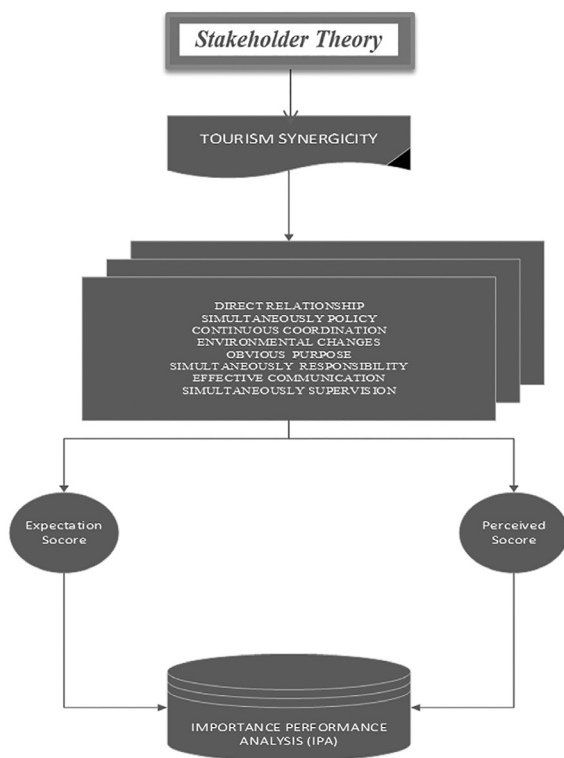 Stakeholder Theory
TOURISM SYNERGICITY
DIRECT RELATIONSHIP
SIMULTANEOUSLY POLICY
CONTINUOUS COORDINATION
ENVIRONMENTAL CHANGES
OBVIOUS PURPOSE
SIMULTANEOUSLY RESPONSIBILITY
EFFECTIVE COMMUNICATION
SIMULTANEOUSLY SUPERVISION
Expectation
Socore
Perceived
Socore
IMPORTANCE PERFORMANCE
ANALYSIS (IPA)